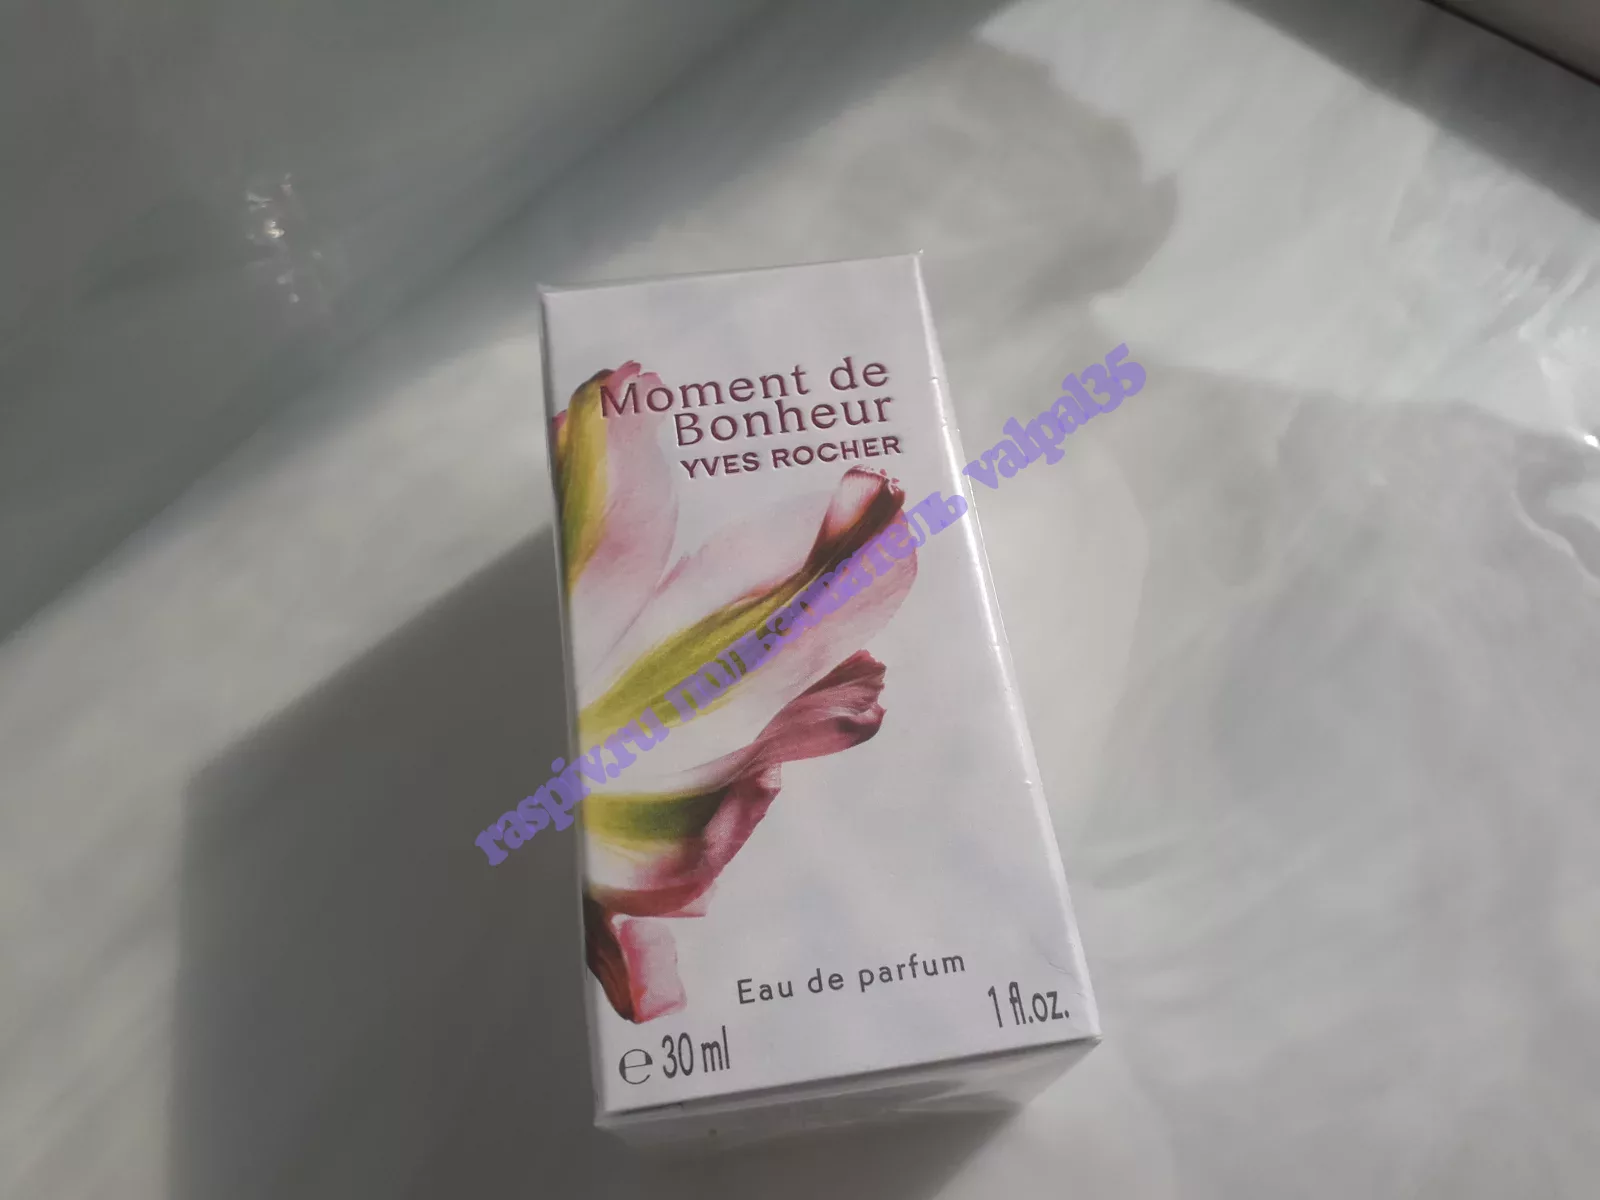 Moment de
Bonheur
YVES ROCHER
raspiv.ru пользователь valpal35
Eau de parfum
℮ 30 ml
1 fl.oz.